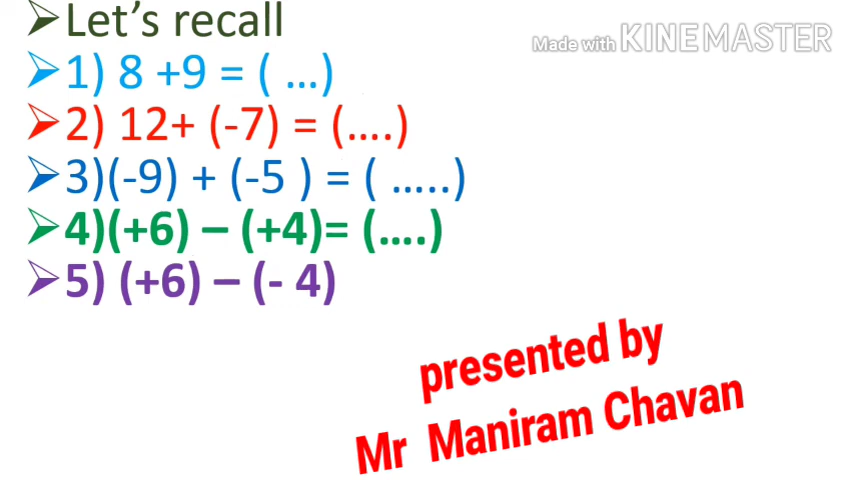 ➢Let's recall
Made with KINEMASTER
➢1) 8 +9 = ( ...)
➢2) 12+ (-7) = (....)
➢3)(-9) + (-5 ) = ( .....)
➢4)(+6) – (+4)= (....)
➢5) (+6) – (- 4)
presented by
Mr Maniram Chavan